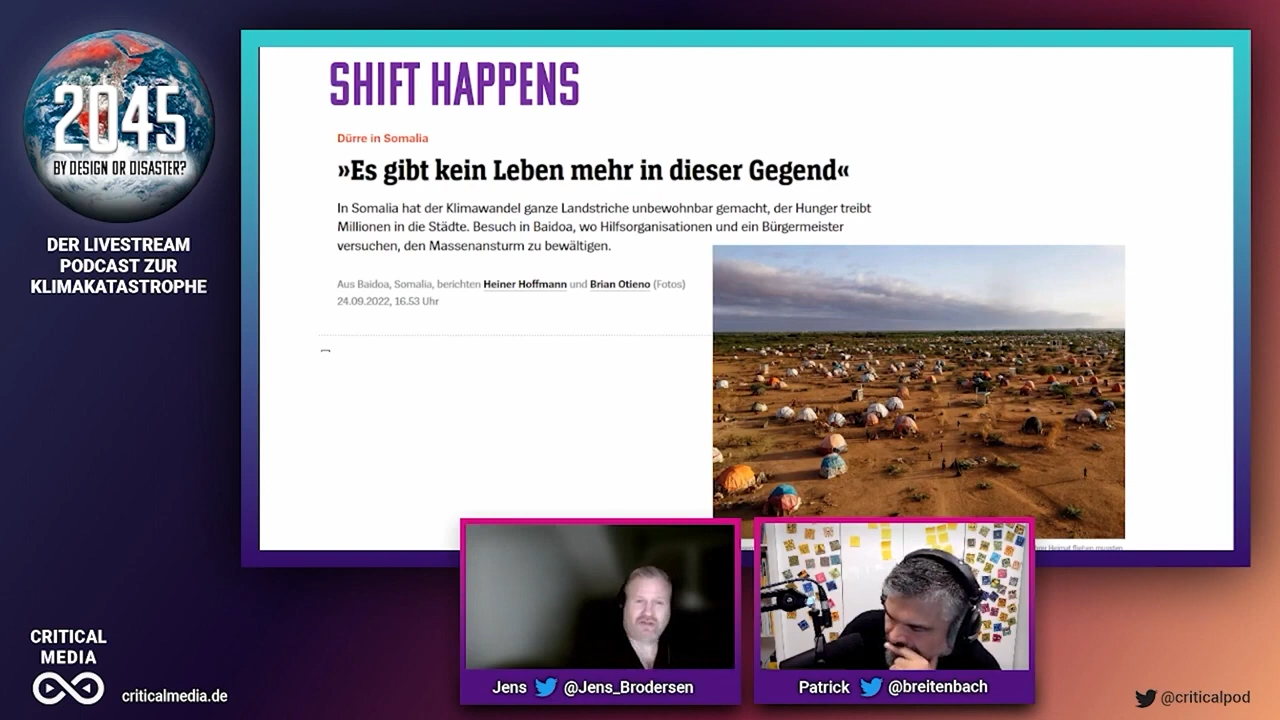 2045
BY DESIGN OR DISASTER?
DER LIVESTREAM
PODCAST ZUR
KLIMAKATASTROPHE
SHIFT HAPPENS
Dürre in Somalia
»Es gibt kein Leben mehr in dieser Gegend«
In Somalia hat der Klimawandel ganze Landstriche unbewohnbar gemacht, der Hunger treibt
Millionen in die Städte. Besuch in Baidoa, wo Hilfsorganisationen und ein Bürgermeister
versuchen, den Massenansturm zu bewältigen.
Aus Baidoa, Somalia, berichten Heiner Hoffmann und Brian Otieno (Fotos)
24.09.2022, 16.53 Uhr
Heimat fliehen mussten
Jens @Jens_Brodersen
Patrick @breitenbach
CRITICAL
MEDIA
criticalmedia.de
@criticalpod